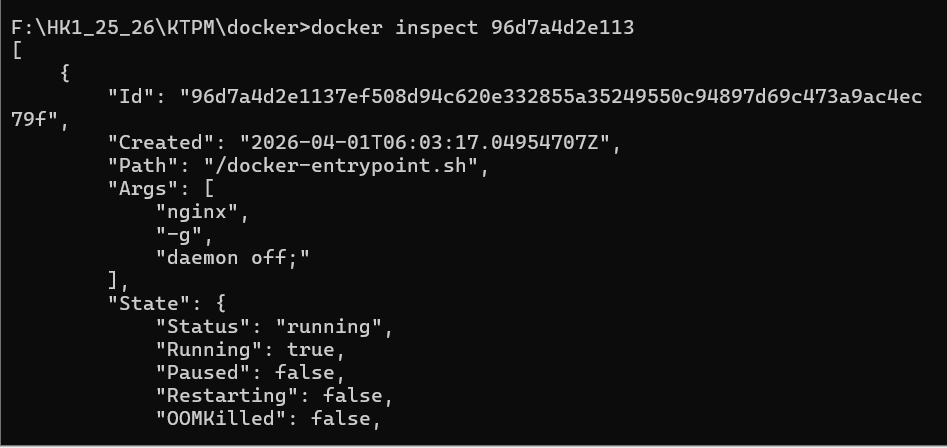 F:\HK1_25_26\KTPM\docker>docker inspect 96d7a4d2e113
[
    {
        "Id": "96d7a4d2e1137ef508d94c620e332855a35249550c94897d69c473a9ac4ec
79f",
        "Created": "2026-04-01T06:03:17.04954707Z",
        "Path": "/docker-entrypoint.sh",
        "Args": [
            "nginx",
            "-g",
            "daemon off;"
        ],
        "State": {
            "Status": "running",
            "Running": true,
            "Paused": false,
            "Restarting": false,
            "OOMKilled": false,